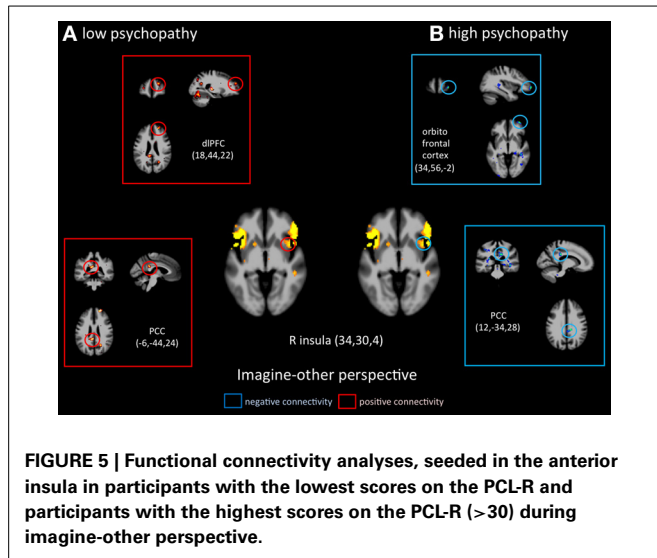 A low psychopathy
B high psychopathy
dlPFC
(18,44,22)
orbito
frontal
cortex
(34,56,-2)
PCC
(-6,-44,24)
R insula (34,30,4)
PCC
(12,-34,28)
Imagine-other perspective
negative connectivity
positive connectivity
FIGURE 5 | Functional connectivity analyses, seeded in the anterior
insula in participants with the lowest scores on the PCL-R and
participants with the highest scores on the PCL-R (>30) during
imagine-other perspective.